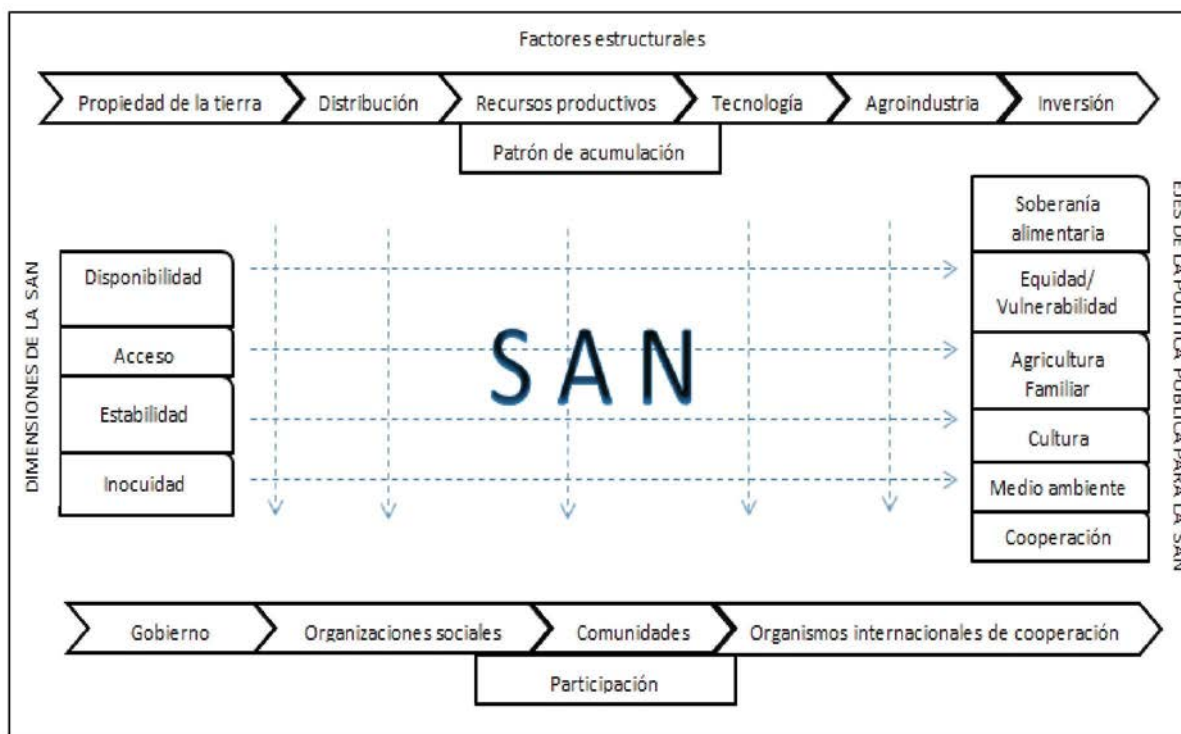 Factores estructurales
Propiedad de la tierra
Distribución
Recursos productivos
Tecnología
Agroindustria
Inversión
Patrón de acumulación
DIMENSIONES DE LA SAN
Disponibilidad
Acceso
Estabilidad
Inocuidad
S A N
Soberanía
alimentaria
Equidad/
Vulnerabilidad
Agricultura
Familiar
Cultura
Medio ambiente
Cooperación
EJES DE LA POLÍTICA PÚBLICA PARA LA SAN
Gobierno
Organizaciones sociales
Comunidades
Organismos internacionales de cooperación
Participación